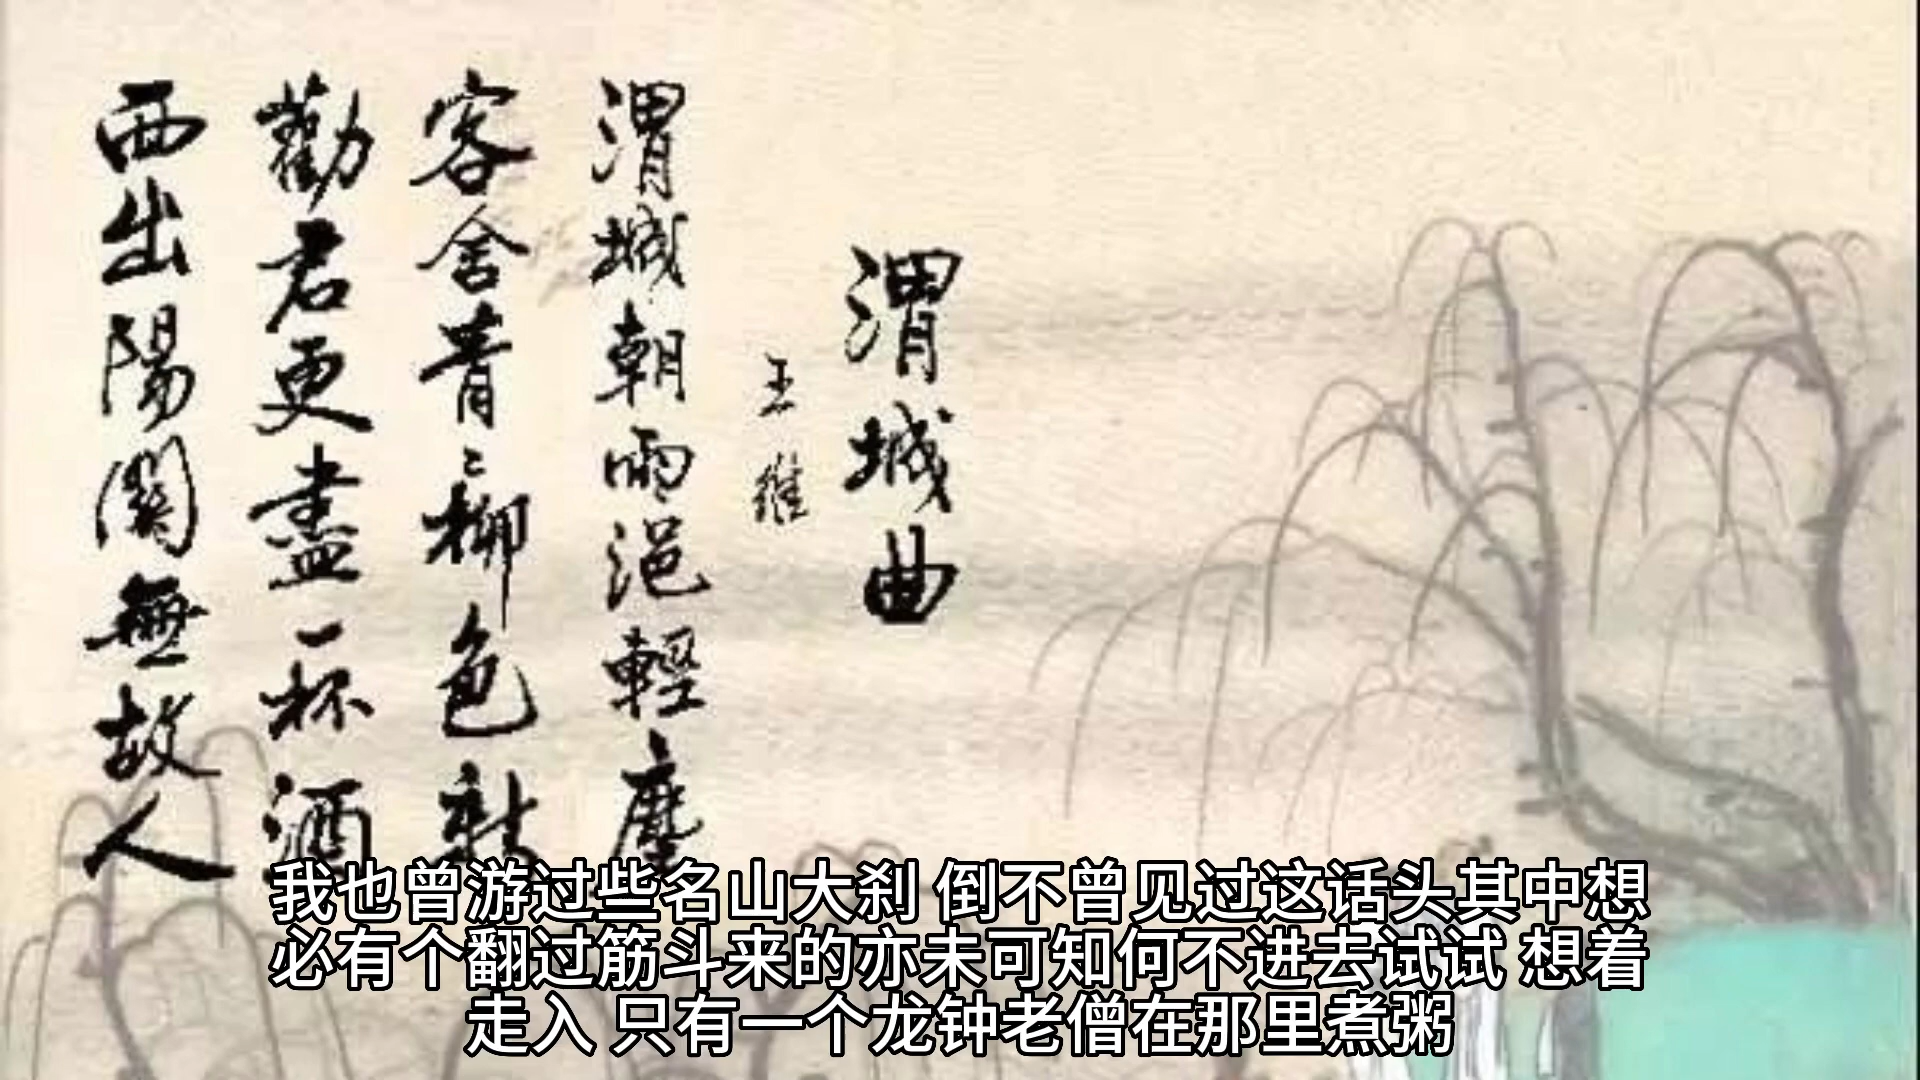 渭城曲
王維
渭城朝雨浥輕塵
客舍青〻柳色新
勸君更盡一杯酒
西出陽關無故人
我也曾游过些名山大刹 倒不曾见过这话头其中想
必有个翻过筋斗来的亦未可知何不进去试试 想着
走入 只有一个龙钟老僧在那里煮粥